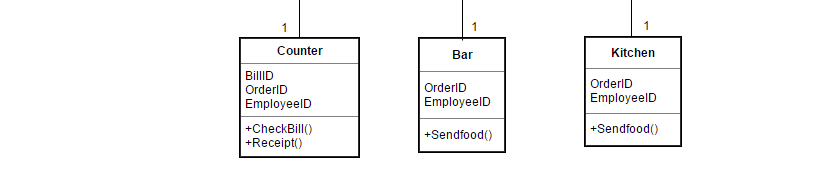 1
Counter
BillID
OrderID
EmployeeID
+CheckBill()
+Receipt()
1
Bar
OrderID
EmployeeID
+Sendfood()
1
Kitchen
OrderID
EmployeeID
+Sendfood()